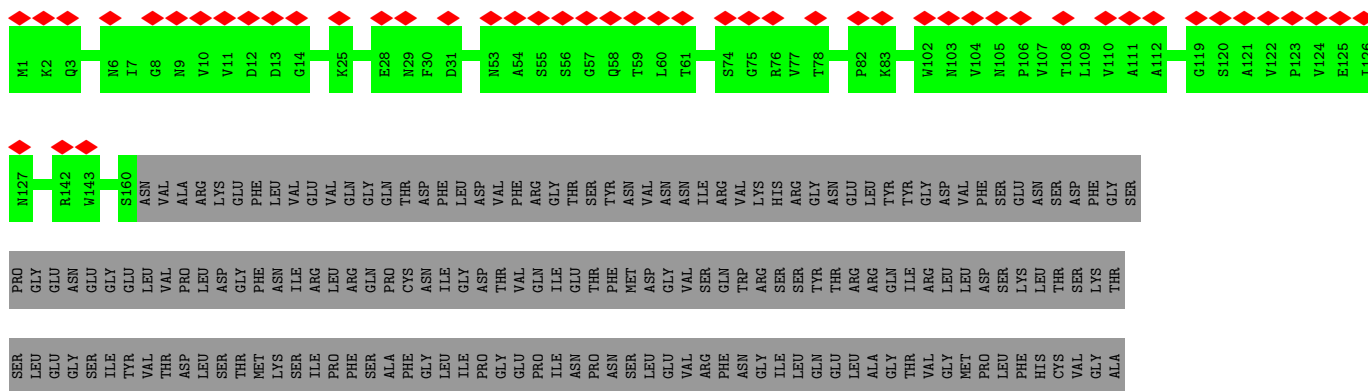 M1 K2 Q3 N6 I7 G8 N9 V10 V11 D12 D13 G14 K25 E28 N29 F30 D31 N53 A54 S55 S56 G57 Q58 T59 L60 T61 S74 G75 R76 V77 T78 P82 K83 W102 N103 V104 N105 P106 V107 T108 L109 V110 A111 A112 G119 S120 A121 V122 P123 V124 E125 I126
N127 R142 W143 S160 ASN VAL ALA ARG LYS GLU PHE LEU VAL GLU VAL GLN GLY GLN THR ASP PHE LEU ASP VAL PHE ARG GLY THR SER TYR ASN VAL ASN ASN ILE ARG VAL LYS HIS ARG GLY ASN GLU LEU TYR TYR GLY ASP VAL PHE SER GLU ASN SER ASP PHE GLY SER
PRO GLY GLU ASN GLU GLY GLU LEU VAL PRO LEU ASP GLY PHE ASN ILE ARG LEU ARG GLN PRO CYS ASN ILE GLY ASP THR VAL GLN ILE GLU THR PHE MET ASP GLY VAL SER GLN TRP ARG SER SER TYR THR ARG ARG GLN ILE ARG LEU LEU ASP SER LYS LEU THR SER LYS THR
SER LEU GLU GLY SER ILE TYR VAL THR ASP LEU SER THR MET LYS SER ILE PRO PHE SER ALA PHE GLY LEU ILE PRO GLY GLU PRO ILE ASN PRO ASN SER LEU GLU VAL ARG PHE ASN GLY ILE LEU GLN GLU LEU ALA GLY THR VAL GLY MET PRO LEU PHE HIS CYS VAL GLY ALA